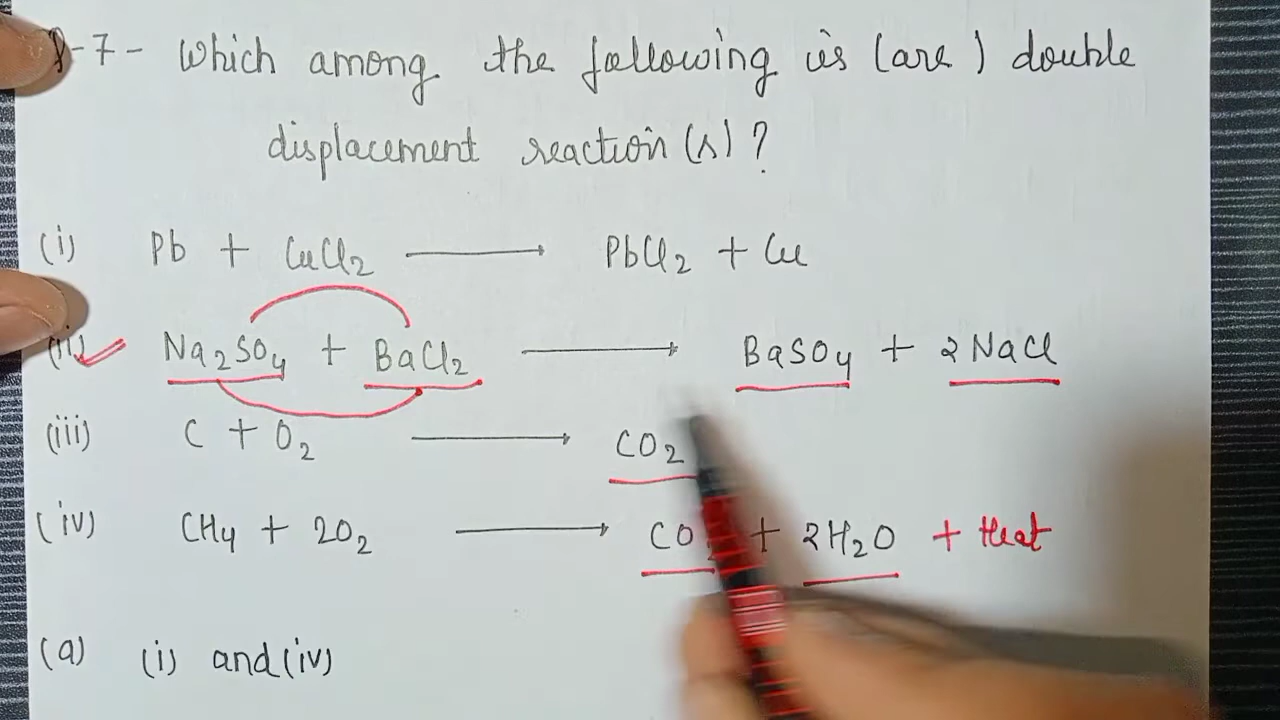 Q-7- Which among the following is (are) double
displacement reaction(s)?
(i) Pb + CuCl2 ⟶ PbCl2 + Cu
(ii) Na2SO4 + BaCl2 ⟶ BaSO4 + 2NaCl
(iii) C + O2 ⟶ CO2
(iv) CH4 + 2O2 ⟶ CO2 + 2H2O + Heat
(a) (i) and (iv)